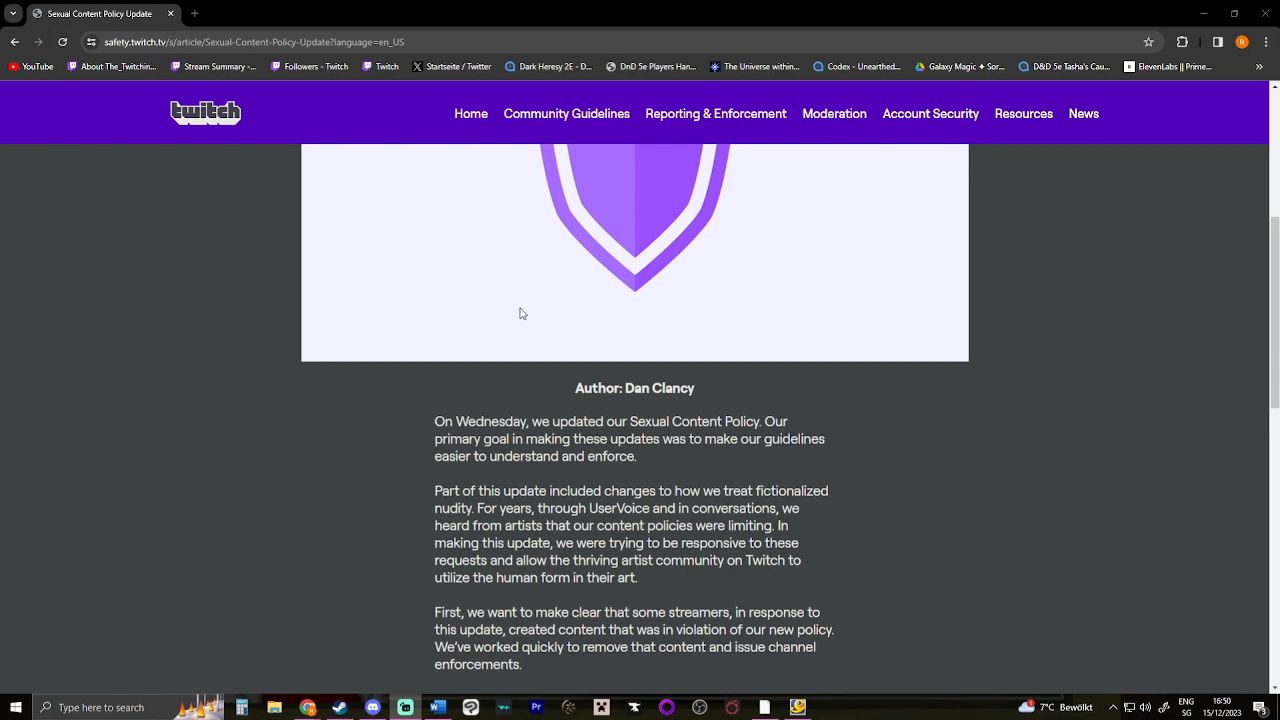 Sexual Content Policy Update
safety.twitch.tv/s/article/Sexual-Content-Policy-Update?language=en_US
YouTube
About The_Twitchin...
Stream Summary -...
Followers - Twitch
Twitch
Startseite / Twitter
Dark Heresy 2E - D...
DnD 5e Players Han...
The Universe within...
Codex - Unearthed...
Galaxy Magic ✦ Sor...
D&D 5e Tasha's Cau...
ElevenLabs || Prime...
twitch
Home
Community Guidelines
Reporting & Enforcement
Moderation
Account Security
Resources
News
Author: Dan Clancy
On Wednesday, we updated our Sexual Content Policy. Our
primary goal in making these updates was to make our guidelines
easier to understand and enforce.
Part of this update included changes to how we treat fictionalized
nudity. For years, through UserVoice and in conversations, we
heard from artists that our content policies were limiting. In
making this update, we were trying to be responsive to these
requests and allow the thriving artist community on Twitch to
utilize the human form in their art.
First, we want to make clear that some streamers, in response to
this update, created content that was in violation of our new policy.
We've worked quickly to remove that content and issue channel
enforcements.
Type here to search
7°C Bewölkt
ENG
SG
16:50
15/12/2023